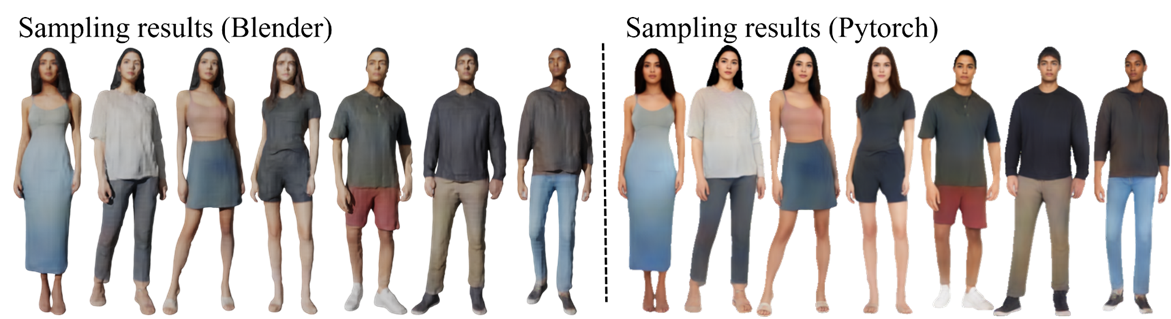 Sampling results (Blender)
Sampling results (Pytorch)